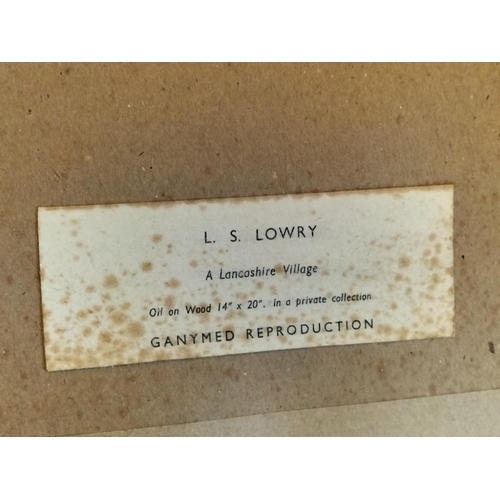 L. S. LOWRY
A Lancashire Village
Oil on Wood 14" x 20". in a private collection
GANYMED REPRODUCTION